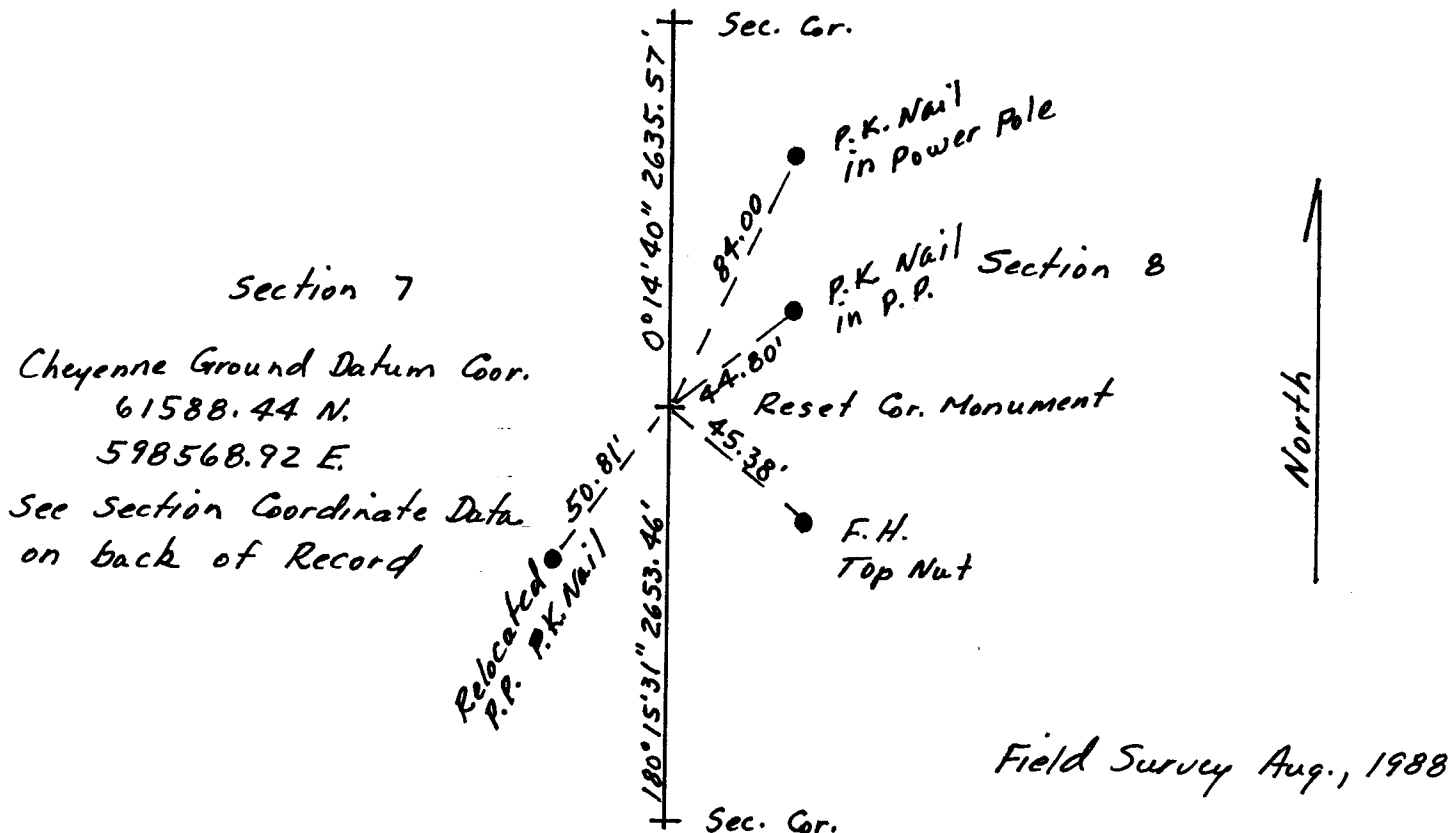 Sec. Cor.
0°14'40" 2635.57'
P.K. Nail
in Power Pole
84.00
P.K. Nail
in P.P.
Section 8
Section 7
44.80'
Cheyenne Ground Datum Coor.
61588.44 N.
598568.92 E.
See Section Coordinate Data
on back of Record
Reset Cor. Monument
North
45.38'
50.81'
F.H.
Top Nut
Relocated
P.P. P.K. Nail
180°15'31" 2653.46'
Field Survey Aug., 1988
Sec. Cor.